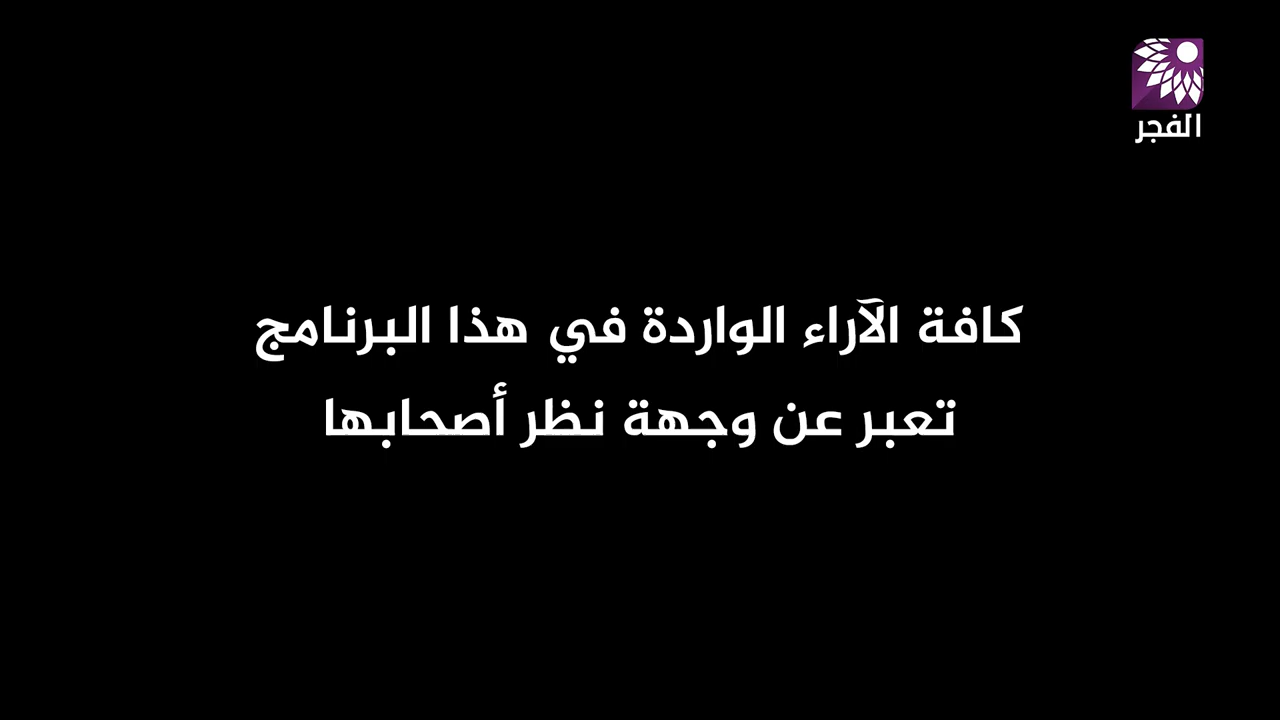 الفجر
كافة الآراء الواردة في هذا البرنامج
تعبر عن وجهة نظر أصحابها